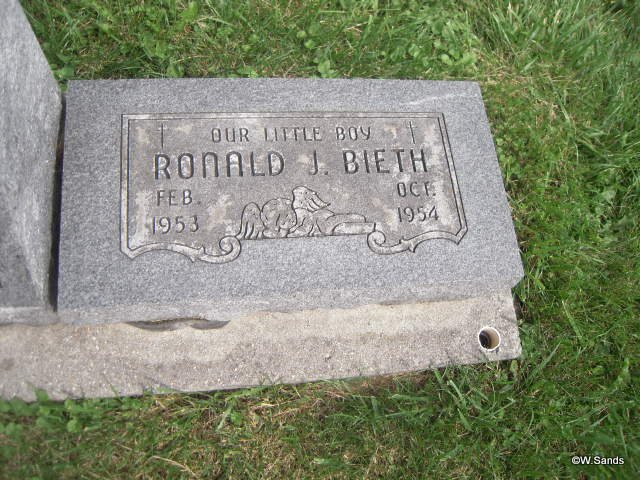 OUR LITTLE BOY
RONALD J. BIETH
FEB. OCT.
1953 1954
©W.Sands